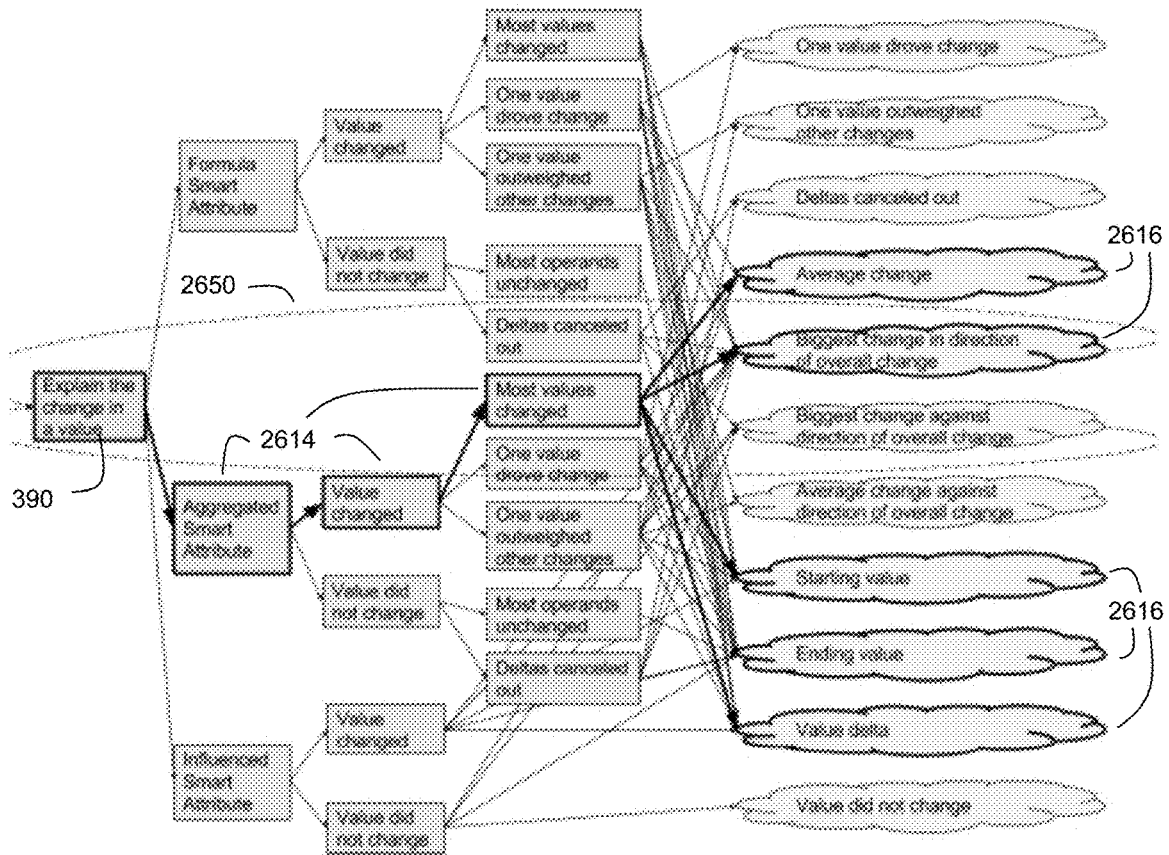 Explain the
change in
a value
390
2650
2614
Formula
Smart
Attribute
Aggregated
Smart
Attribute
Influenced
Smart
Attribute
Value
changed
Value did
not change
Value
changed
Value did
not change
Value
changed
Value did
not change
Most values
changed
One value
drove change
One value
outweighed
other changes
Most operands
unchanged
Deltas canceled
out
Most values
changed
One value
drove change
One value
outweighed
other changes
Most operands
unchanged
Deltas canceled
out
One value drove change
One value outweighed
other changes
Deltas canceled out
Average change
Biggest change in direction
of overall change
Biggest change against
direction of overall change
Average change against
direction of overall change
Starting value
Ending value
Value delta
Value did not change
2616
2616